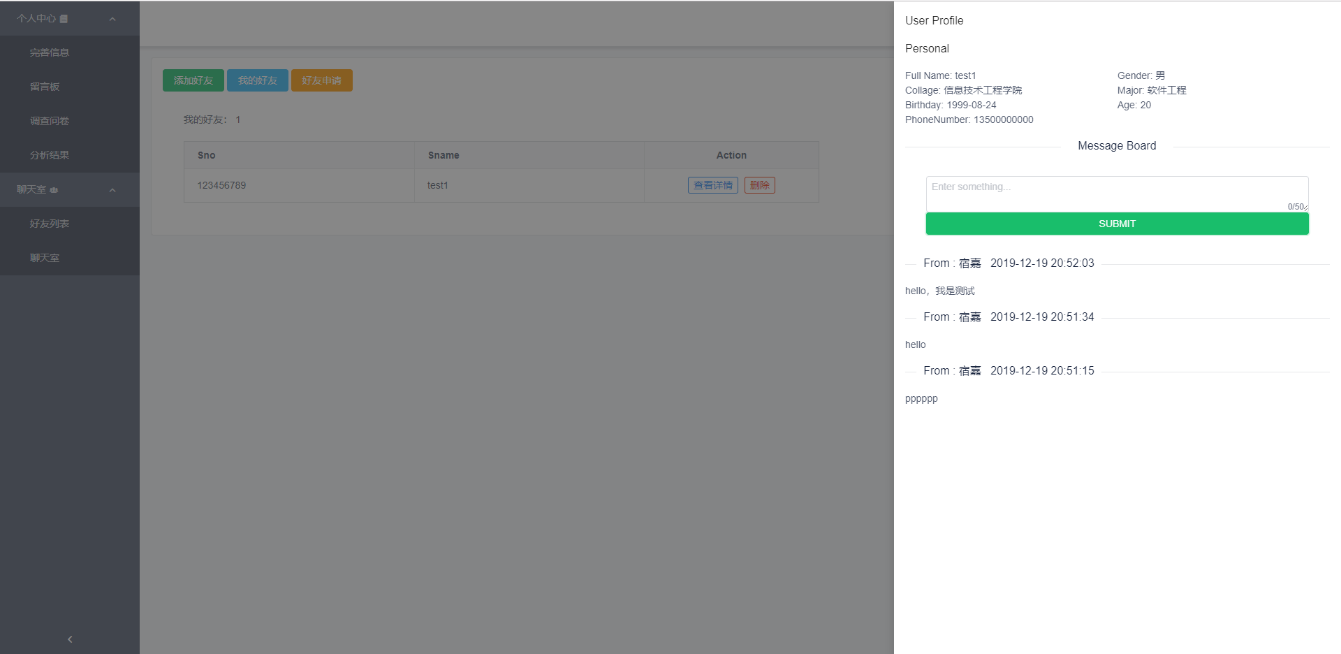 个人中心
完善信息
留言板
调查问卷
分析结果
聊天室
好友列表
聊天室
添加好友 我的好友 好友申请
我的好友： 1
Sno Sname Action
123456789 test1 查看详情 删除
User Profile
Personal
Full Name: test1 Gender: 男
Collage: 信息技术工程学院 Major: 软件工程
Birthday: 1999-08-24 Age: 20
PhoneNumber: 13500000000
Message Board
Enter something...
0/50
SUBMIT
From : 宿嘉 2019-12-19 20:52:03
hello，我是测试
From : 宿嘉 2019-12-19 20:51:34
hello
From : 宿嘉 2019-12-19 20:51:15
pppppp